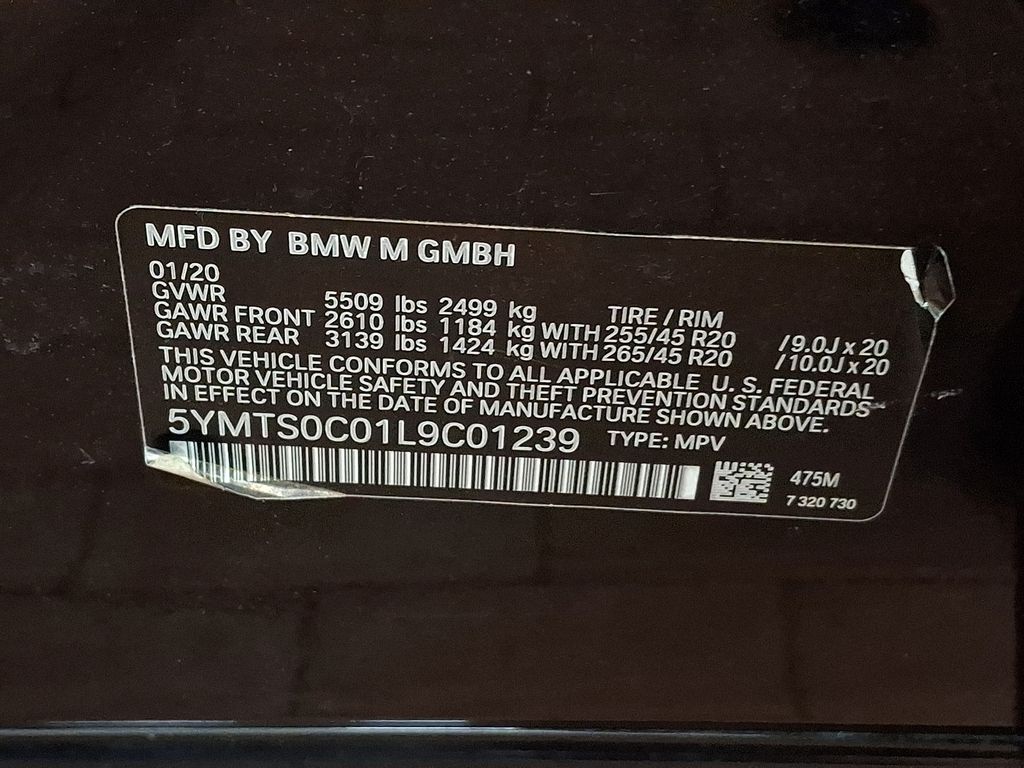 MFD BY BMW M GMBH
01/20
GVWR 5509 lbs 2499 kg TIRE / RIM
GAWR FRONT 2610 lbs 1184 kg WITH 255/45 R20 /9.0J x 20
GAWR REAR 3139 lbs 1424 kg WITH 265/45 R20 /10.0J x 20
THIS VEHICLE CONFORMS TO ALL APPLICABLE U. S. FEDERAL
MOTOR VEHICLE SAFETY AND THEFT PREVENTION STANDARDS
IN EFFECT ON THE DATE OF MANUFACTURE SHOWN ABOVE.
5YMTS0C01L9C01239 TYPE: MPV
475M
7 320 730